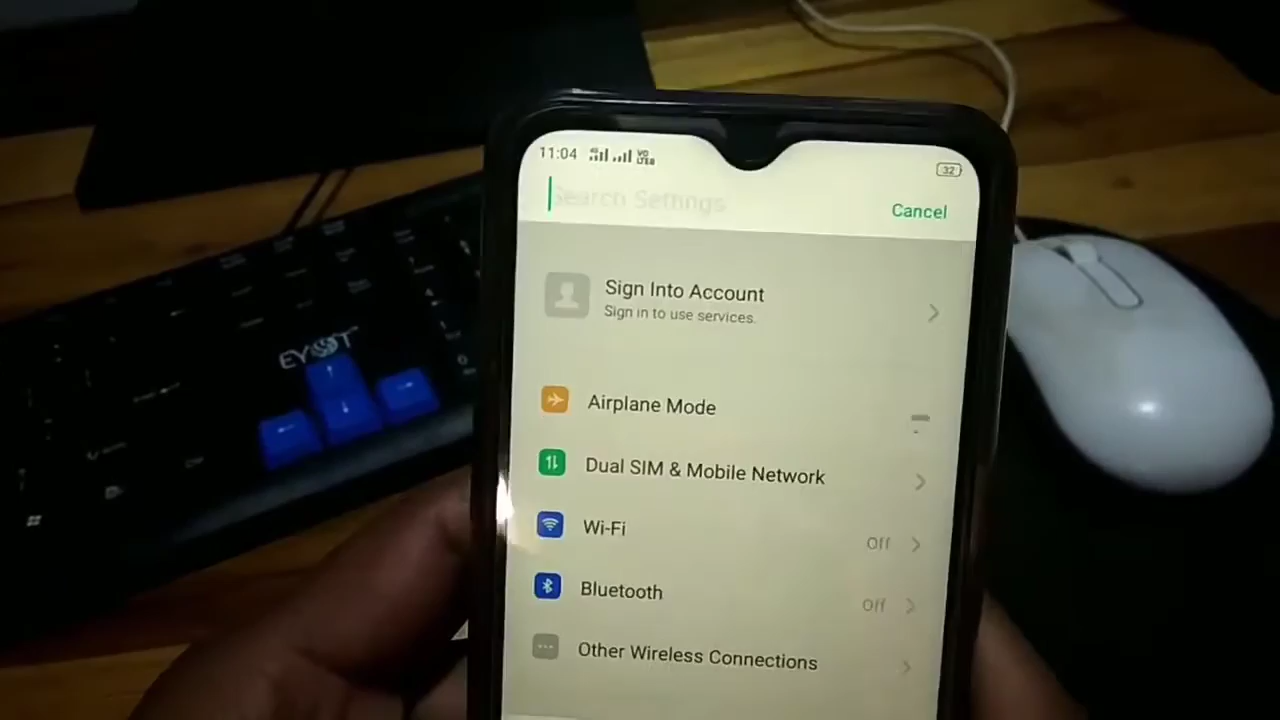 11:04
32
Search Settings
Cancel
Sign Into Account
Sign in to use services.
Airplane Mode
Dual SIM & Mobile Network
Wi-Fi
Off
Bluetooth
Off
Other Wireless Connections